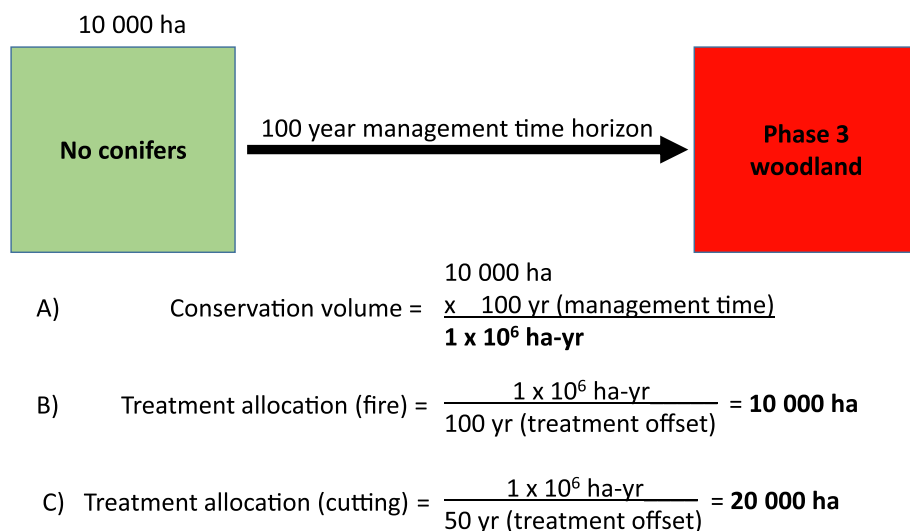 10 000 ha
No conifers
100 year management time horizon
Phase 3
woodland
A) Conservation volume = 10 000 ha
x 100 yr (management time)
1 x 10⁶ ha-yr
B) Treatment allocation (fire) = 1 x 10⁶ ha-yr = 10 000 ha
100 yr (treatment offset)
C) Treatment allocation (cutting) = 1 x 10⁶ ha-yr = 20 000 ha
50 yr (treatment offset)